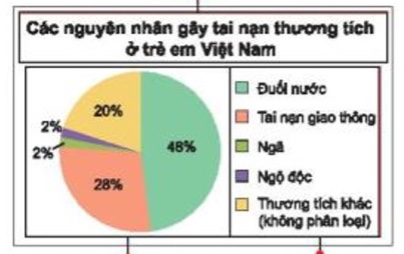 Các nguyên nhân gây tai nạn thương tích
ở trẻ em Việt Nam
20%
2%
2%
48%
28%
Đuối nước
Tai nạn giao thông
Ngã
Ngộ độc
Thương tích khác
(không phân loại)